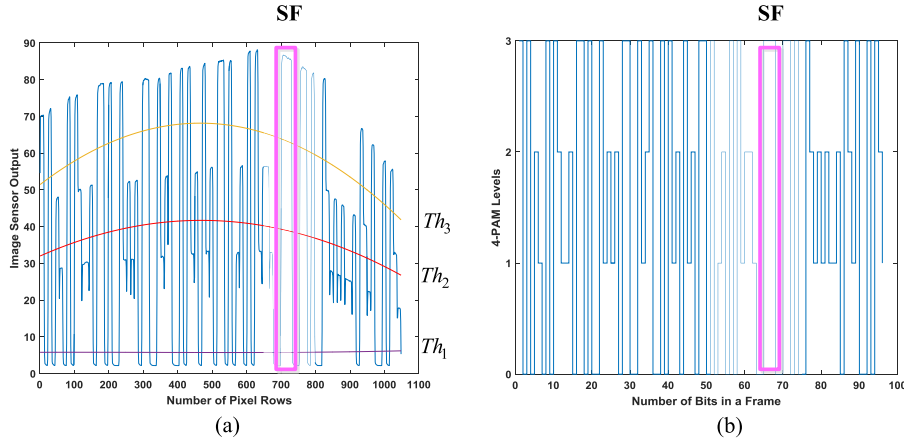 SF
90
80
70
60
50
40
30
20
10
0
Image Sensor Output
0 100 200 300 400 500 600 700 800 900 1000 1100
Number of Pixel Rows
Th3
Th2
Th1
(a)
SF
3
2
1
0
4-PAM Levels
0 10 20 30 40 50 60 70 80 90 100
Number of Bits in a Frame
(b)